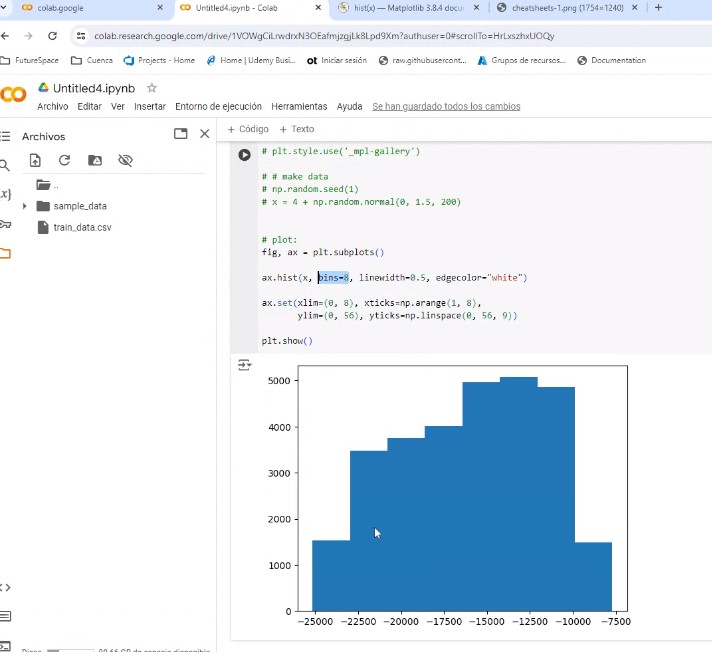 colab.google
Untitled4.ipynb - Colab
hist(x) — Matplotlib 3.8.4 docu
cheatsheets-1.png (1754×1240)
colab.research.google.com/drive/1VOWgCiLrwdrxN3OEafmjzgjLk8Lpd9Xm?authuser=0#scrollTo=HrLxszhxUOQy
FutureSpace
Cuenca
Projects - Home
Home | Udemy Busi...
ot Iniciar sesión
raw.githubusercont...
Grupos de recursos...
Documentation
Untitled4.ipynb
Archivo Editar Ver Insertar Entorno de ejecución Herramientas Ayuda Se han guardado todos los cambios
Archivos
+ Código + Texto
..
sample_data
train_data.csv
# plt.style.use('_mpl-gallery')
# # make data
# np.random.seed(1)
# x = 4 + np.random.normal(0, 1.5, 200)
# plot:
fig, ax = plt.subplots()
ax.hist(x, bins=8, linewidth=0.5, edgecolor="white")
ax.set(xlim=(0, 8), xticks=np.arange(1, 8),
ylim=(0, 56), yticks=np.linspace(0, 56, 9))
plt.show()
5000
4000
3000
2000
1000
0
−25000 −22500 −20000 −17500 −15000 −12500 −10000 −7500